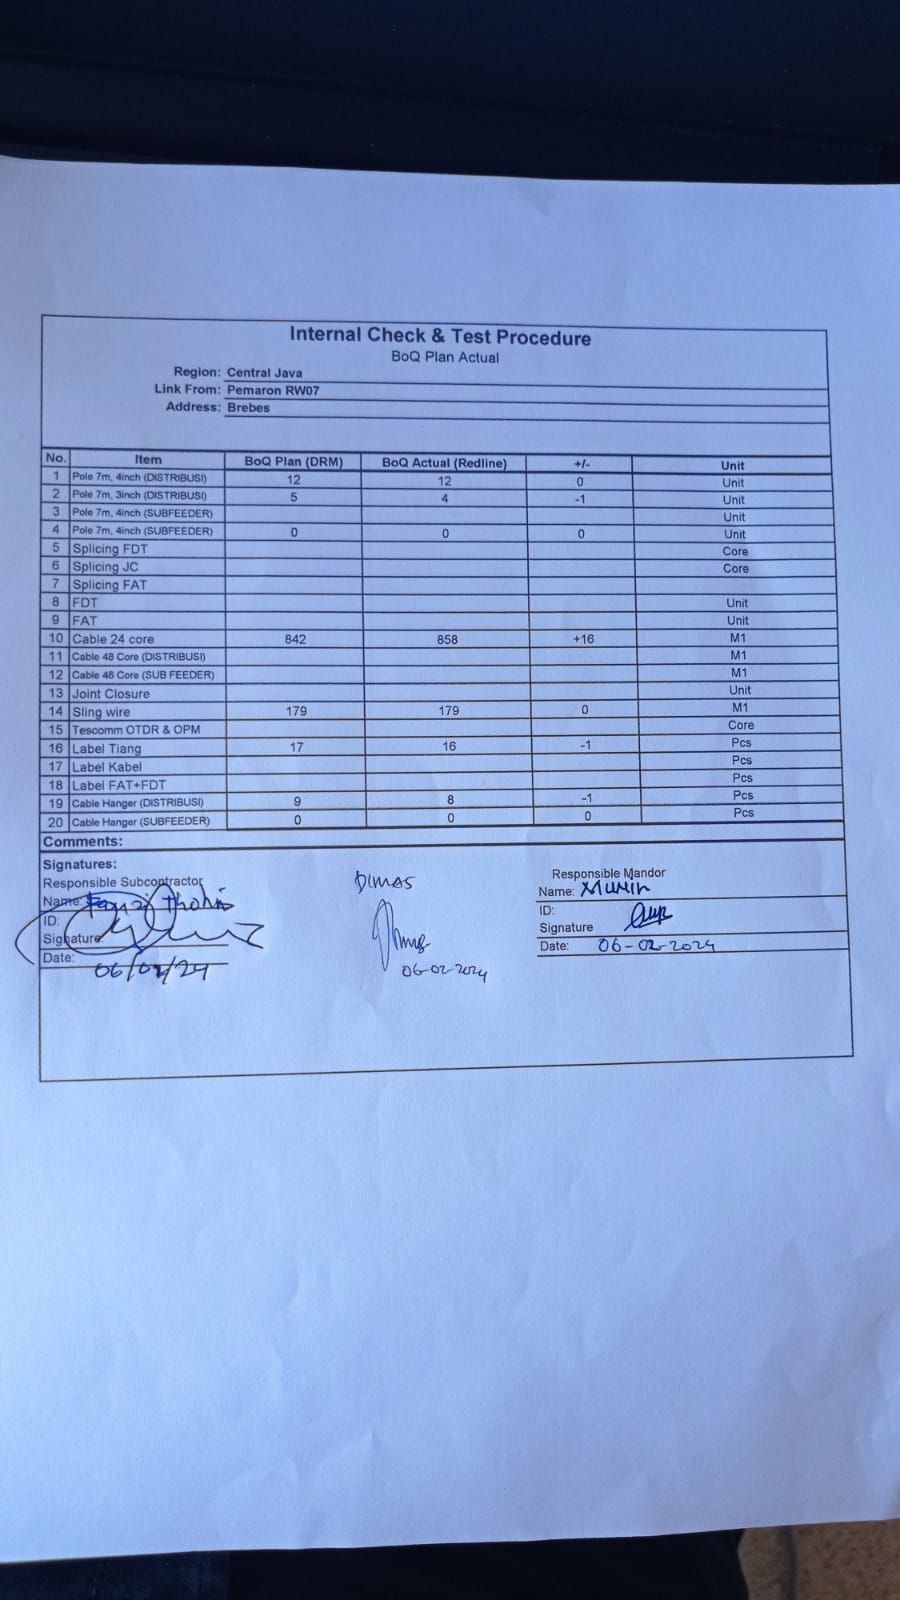 Internal Check & Test Procedure
BoQ Plan Actual
Region: Central Java
Link From: Pemaron RW07
Address: Brebes
No. Item BoQ Plan (DRM) BoQ Actual (Redline) +/- Unit
1 Pole 7m, 4inch (DISTRIBUSI) 12 12 0 Unit
2 Pole 7m, 3inch (DISTRIBUSI) 5 4 -1 Unit
3 Pole 7m, 4inch (SUBFEEDER) Unit
4 Pole 7m, 4inch (SUBFEEDER) 0 0 0 Unit
5 Splicing FDT Core
6 Splicing JC Core
7 Splicing FAT
8 FDT Unit
9 FAT Unit
10 Cable 24 core 842 858 +16 M1
11 Cable 48 Core (DISTRIBUSI) M1
12 Cable 48 Core (SUB FEEDER) M1
13 Joint Closure Unit
14 Sling wire 179 179 0 M1
15 Tescomm OTDR & OPM Core
16 Label Tiang 17 16 -1 Pcs
17 Label Kabel Pcs
18 Label FAT+FDT Pcs
19 Cable Hanger (DISTRIBUSI) 9 8 -1 Pcs
20 Cable Hanger (SUBFEEDER) 0 0 0 Pcs
Comments:
Signatures:
Responsible Subcontractor
Name:
ID:
Signature
Date: 06/02/24
DIMAS
06-02-2024
Responsible Mandor
Name: MUNIR
ID:
Signature
Date: 06-02-2024